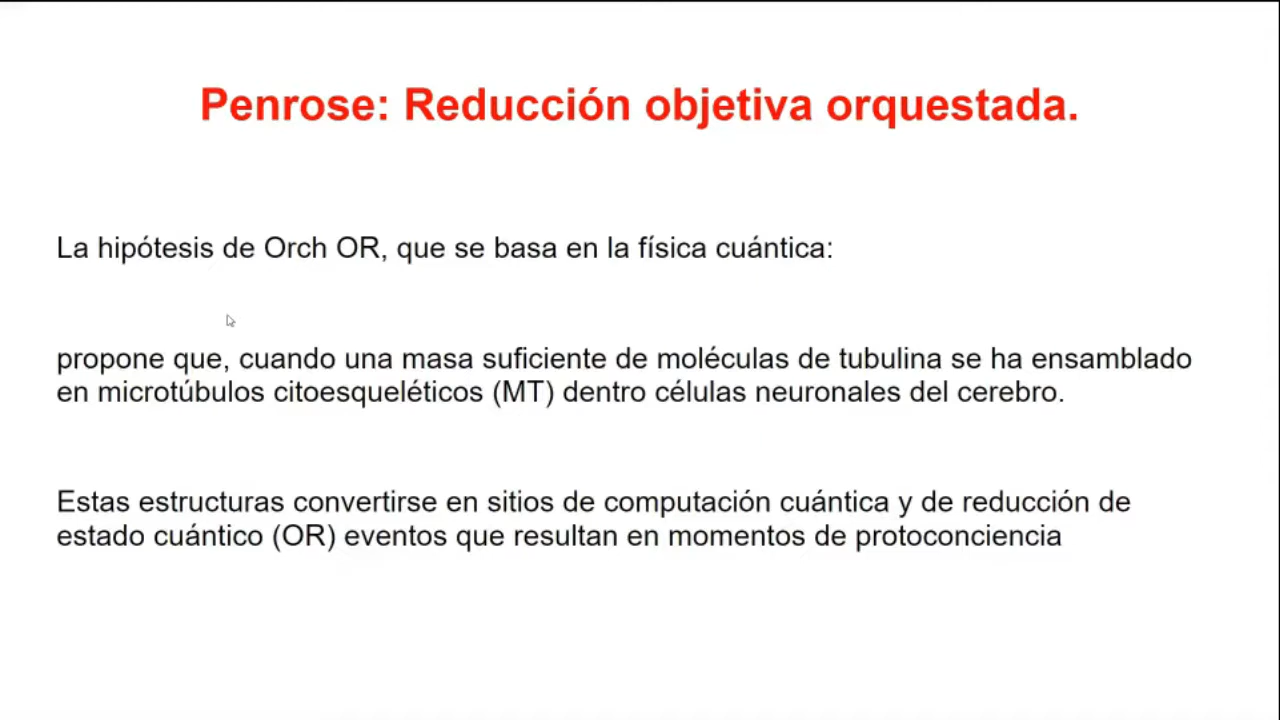 Penrose: Reducción objetiva orquestada.
La hipótesis de Orch OR, que se basa en la física cuántica:
propone que, cuando una masa suficiente de moléculas de tubulina se ha ensamblado
en microtúbulos citoesqueléticos (MT) dentro células neuronales del cerebro.
Estas estructuras convertirse en sitios de computación cuántica y de reducción de
estado cuántico (OR) eventos que resultan en momentos de protoconciencia